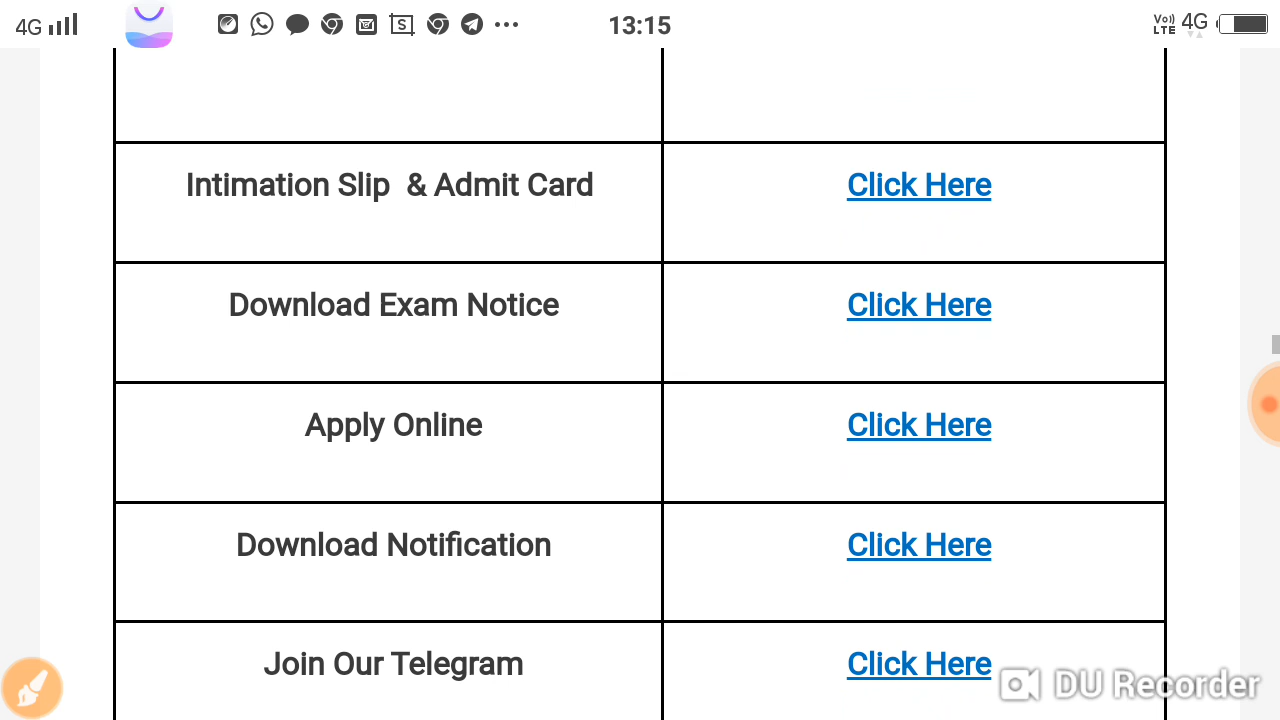 4G 13:15 Vo)) LTE 4G
S
Intimation Slip & Admit Card Click Here
Download Exam Notice Click Here
Apply Online Click Here
Download Notification Click Here
Join Our Telegram Click Here
DU Recorder